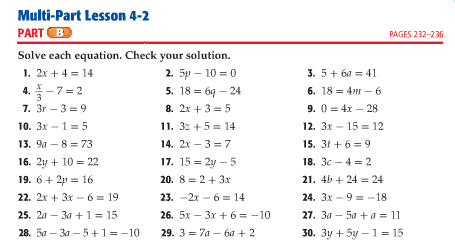 Multi-Part Lesson 4-2
PART B PAGES 232–236
Solve each equation. Check your solution.
1. 2x + 4 = 14 2. 5p − 10 = 0 3. 5 + 6a = 41
4. x/3 − 7 = 2 5. 18 = 6q − 24 6. 18 = 4m − 6
7. 3r − 3 = 9 8. 2x + 3 = 5 9. 0 = 4x − 28
10. 3x − 1 = 5 11. 3z + 5 = 14 12. 3x − 15 = 12
13. 9a − 8 = 73 14. 2x − 3 = 7 15. 3t + 6 = 9
16. 2y + 10 = 22 17. 15 = 2y − 5 18. 3c − 4 = 2
19. 6 + 2p = 16 20. 8 = 2 + 3x 21. 4b + 24 = 24
22. 2x + 3x − 6 = 19 23. −2x − 6 = 14 24. 3x − 9 = −18
25. 2a − 3a + 1 = 15 26. 5x − 3x + 6 = −10 27. 3a − 5a + a = 11
28. 5a − 3a − 5 + 1 = −10 29. 3 = 7a − 6a + 2 30. 3y + 5y − 1 = 15